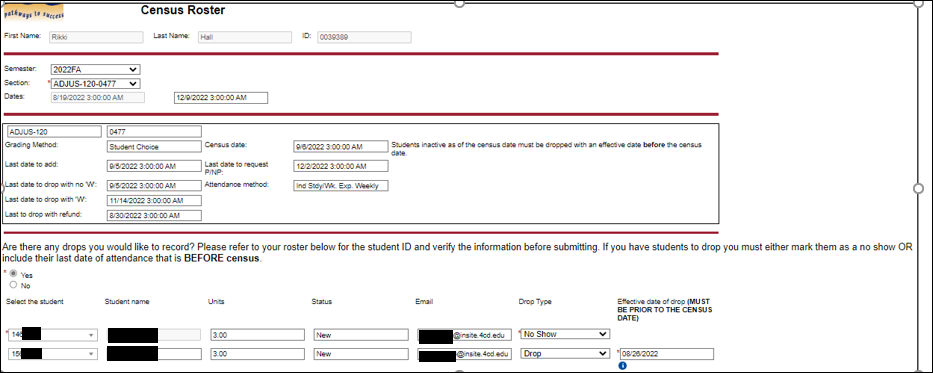 pathways to success
Census Roster
First Name: Rikki Last Name: Hall ID: 0039389
Semester: 2022FA
Section: * ADJUS-120-0477
Dates: 8/19/2022 3:00:00 AM 12/9/2022 3:00:00 AM
ADJUS-120 0477
Grading Method: Student Choice Census date: 9/6/2022 3:00:00 AM Students inactive as of the census date must be dropped with an effective date before the census
date.
Last date to add: 9/5/2022 3:00:00 AM Last date to request 12/2/2022 3:00:00 AM
P/NP:
Last date to drop with no 'W': 9/5/2022 3:00:00 AM Attendance method: Ind Stdy/Wk. Exp. Weekly
Last date to drop with 'W': 11/14/2022 3:00:00 AM
Last to drop with refund: 8/30/2022 3:00:00 AM
Are there any drops you would like to record? Please refer to your roster below for the student ID and verify the information before submitting. If you have students to drop you must either mark them as a no show OR
include their last date of attendance that is BEFORE census.
* Yes
No
Select the student Student name Units Status Email Drop Type Effective date of drop (MUST
BE PRIOR TO THE CENSUS
DATE)
* 146 3.00 New @insite.4cd.edu * No Show
156 3.00 New @insite.4cd.edu Drop * 08/26/2022